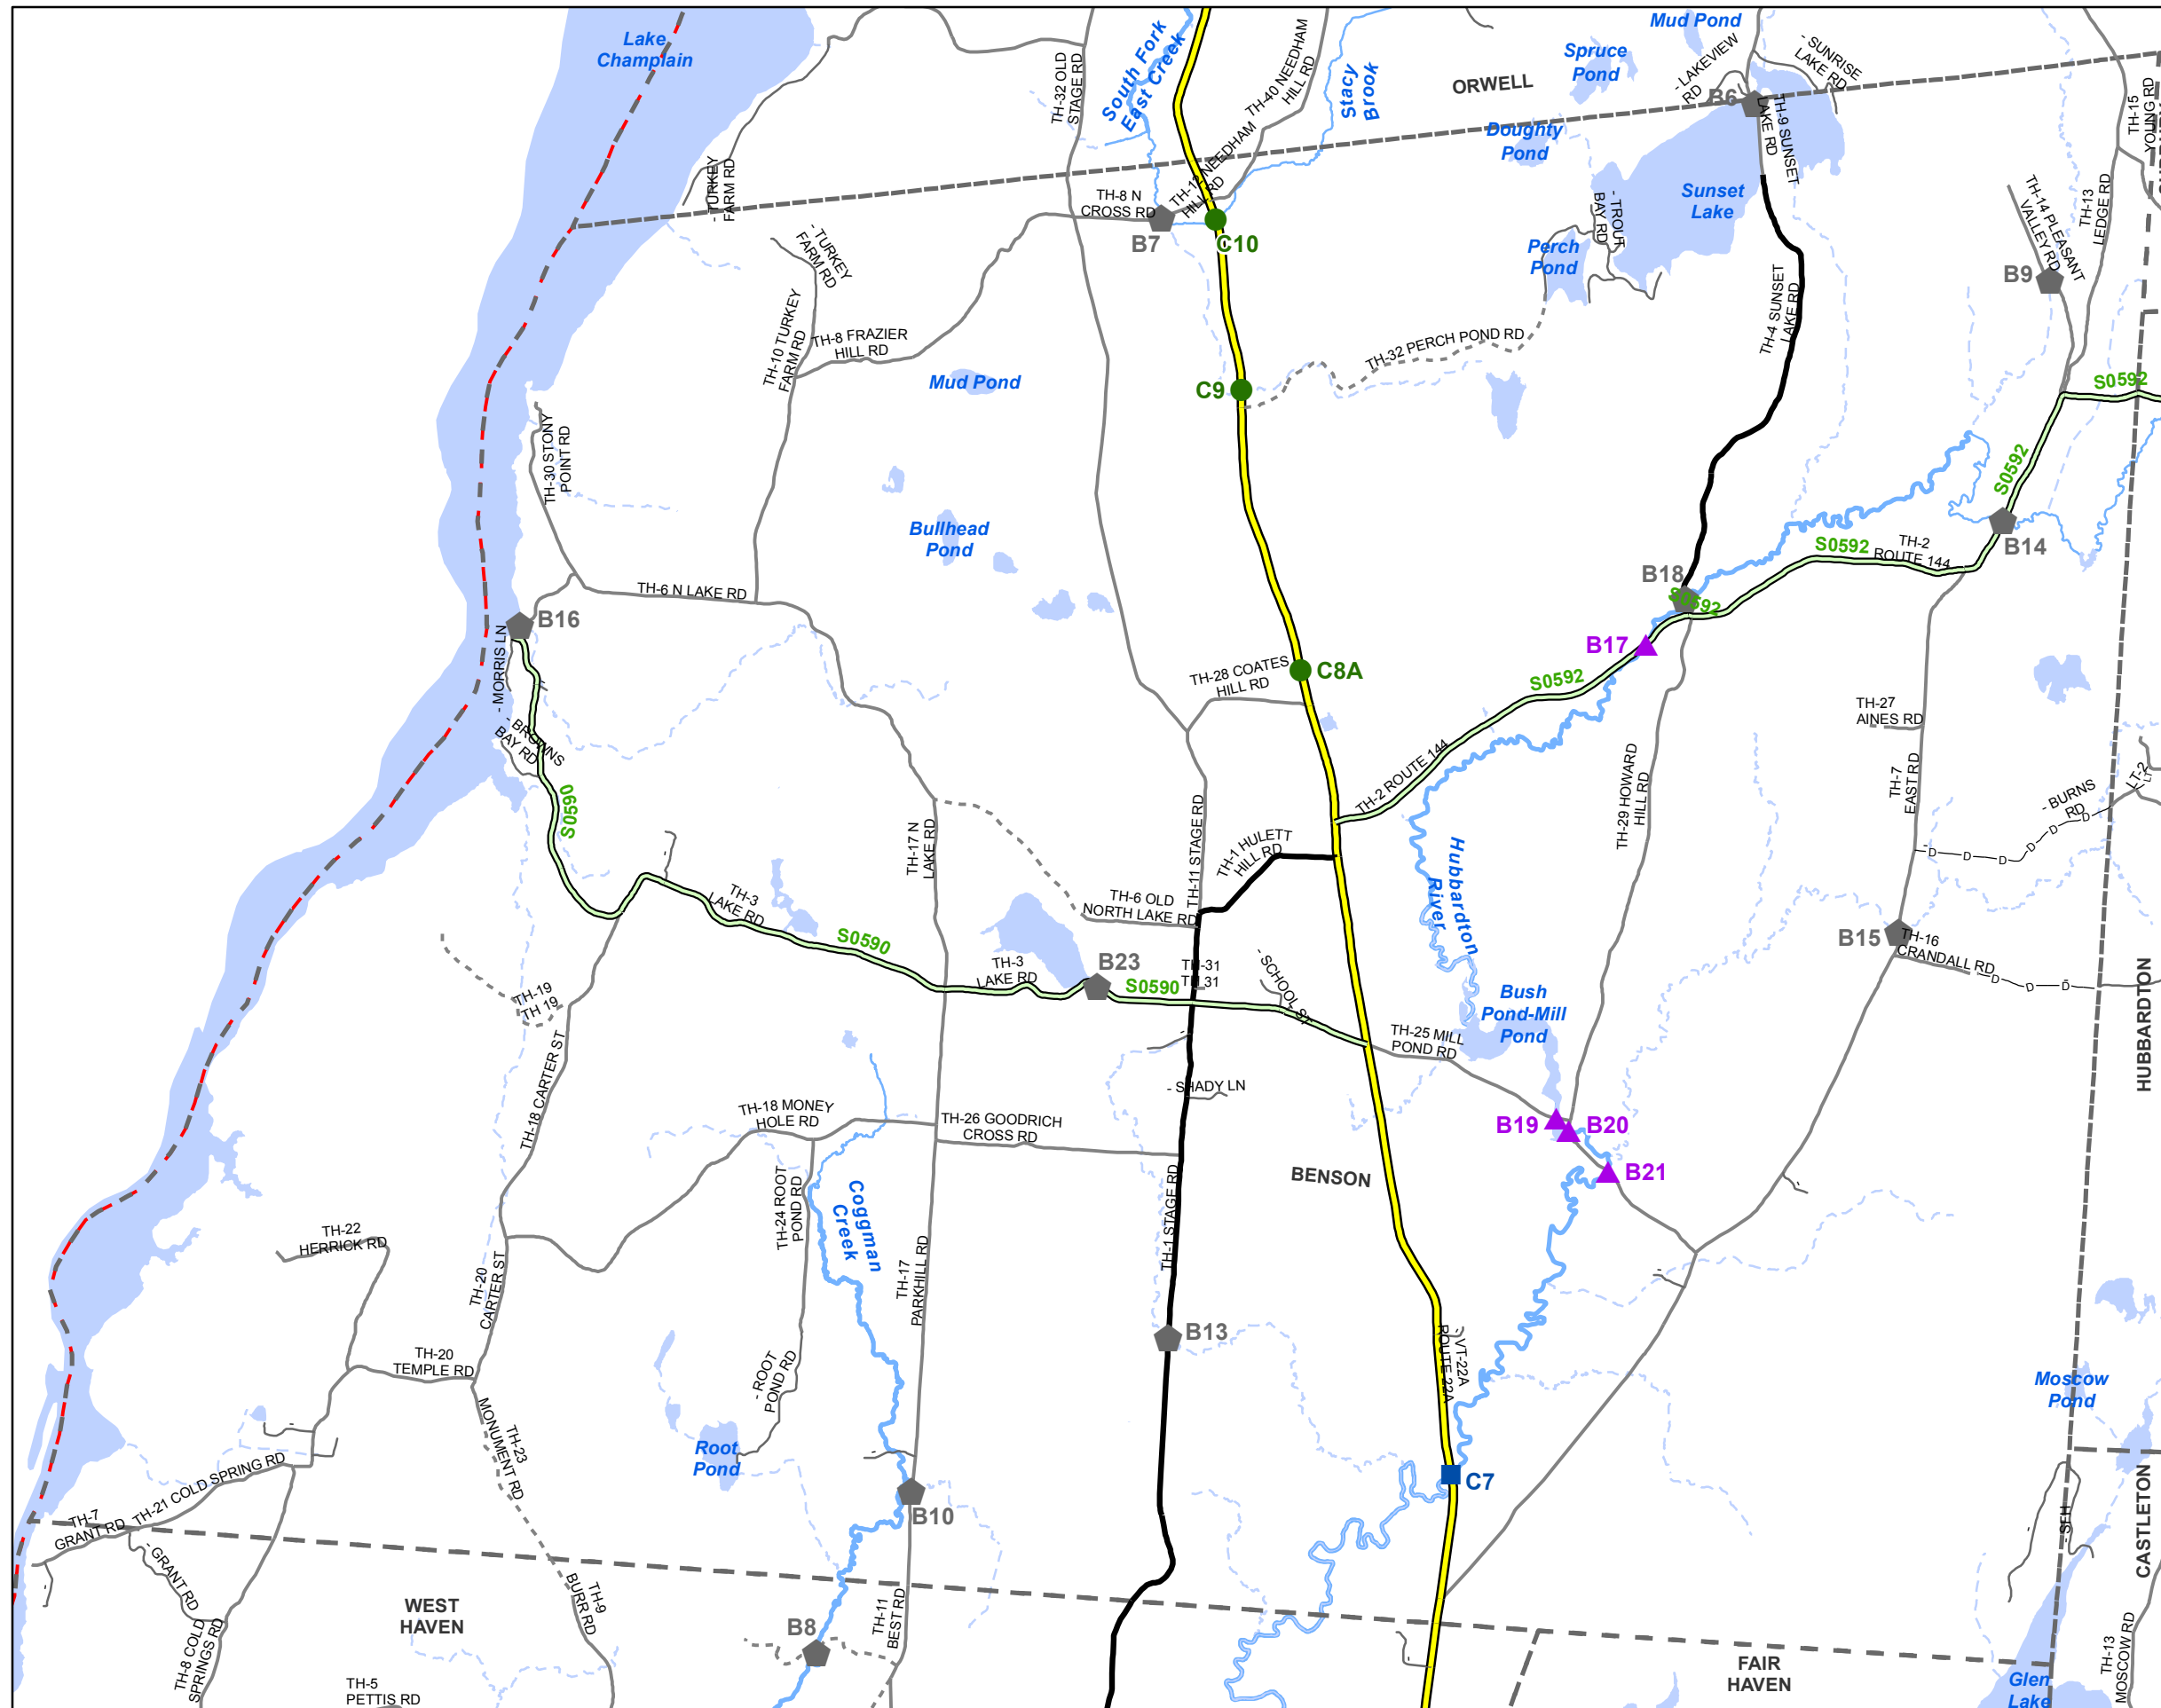 Lake
Champlain
TH-32 OLD
STAGE RD
South Fork
East Creek
TH-40 NEEDHAM
HILL RD
Stacy
Brook
ORWELL
Spruce
Pond
Mud Pond
- LAKEVIEW
RD
- SUNRISE
LAKE RD
B6
TH-9 SUNSET
LAKE RD
TH-15
YOUNG RD
Doughty
Pond
Sunset
Lake
- TURKEY
FARM RD
TH-8 N
CROSS RD
TH-12 NEEDHAM
HILL RD
B7
C10
- TROUT
BAY RD
Perch
Pond
TH-14 PLEASANT
VALLEY RD
TH-13
LEDGE RD
B9
- TURKEY
FARM RD
TH-10 TURKEY
FARM RD
TH-8 FRAZIER
HILL RD
Mud Pond
C9
TH-32 PERCH POND RD
TH-4 SUNSET
LAKE RD
S0592
TH-30 STONY
POINT RD
Bullhead
Pond
S0592
B14
TH-2
ROUTE 144
S0592
B18
S0592
B17
TH-6 N LAKE RD
B16
- MORRIS LN
- BROWNS
BAY RD
TH-28 COATES
HILL RD
C8A
S0592
TH-27
AINES RD
TH-2 ROUTE 144
TH-29 HOWARD
HILL RD
TH-7
EAST RD
- BURNS
RD
LT-2
LT
D D D D D
S0590
TH-17 N
LAKE RD
TH-11 STAGE RD
TH-1 HULETT
HILL RD
Hubbardton
River
TH-3
LAKE RD
S0590
TH-6 OLD
NORTH LAKE RD
TH-3
LAKE RD
B23
S0590
TH-31
TH 31
- SCHOOL ST
B15
TH-16
CRANDALL RD
D D D
HUBBARDTON
TH-19
TH 19
Bush
Pond-Mill
Pond
TH-25 MILL
POND RD
TH-18 CARTER ST
TH-18 MONEY
HOLE RD
TH-26 GOODRICH
CROSS RD
- SHADY LN
B19
B20
B21
BENSON
TH-24 ROOT
POND RD
Coggman
Creek
TH-1 STAGE RD
TH-22
HERRICK RD
TH-20
CARTER ST
TH-17
PARKHILL RD
B13
- VT-22A
ROUTE 22A
TH-20
TEMPLE RD
- ROOT
POND RD
Moscow
Pond
TH-23
MONUMENT RD
Root
Pond
C7
TH-21 COLD SPRING RD
TH-7
GRANT RD
B10
- SFH
CASTLETON
- GRANT RD
WEST
HAVEN
TH-9
BURR RD
B8
TH-11
BEST RD
TH-8 COLD
SPRINGS RD
TH-5
PETTIS RD
FAIR
HAVEN
Glen
Lake
TH-13
MOSCOW RD